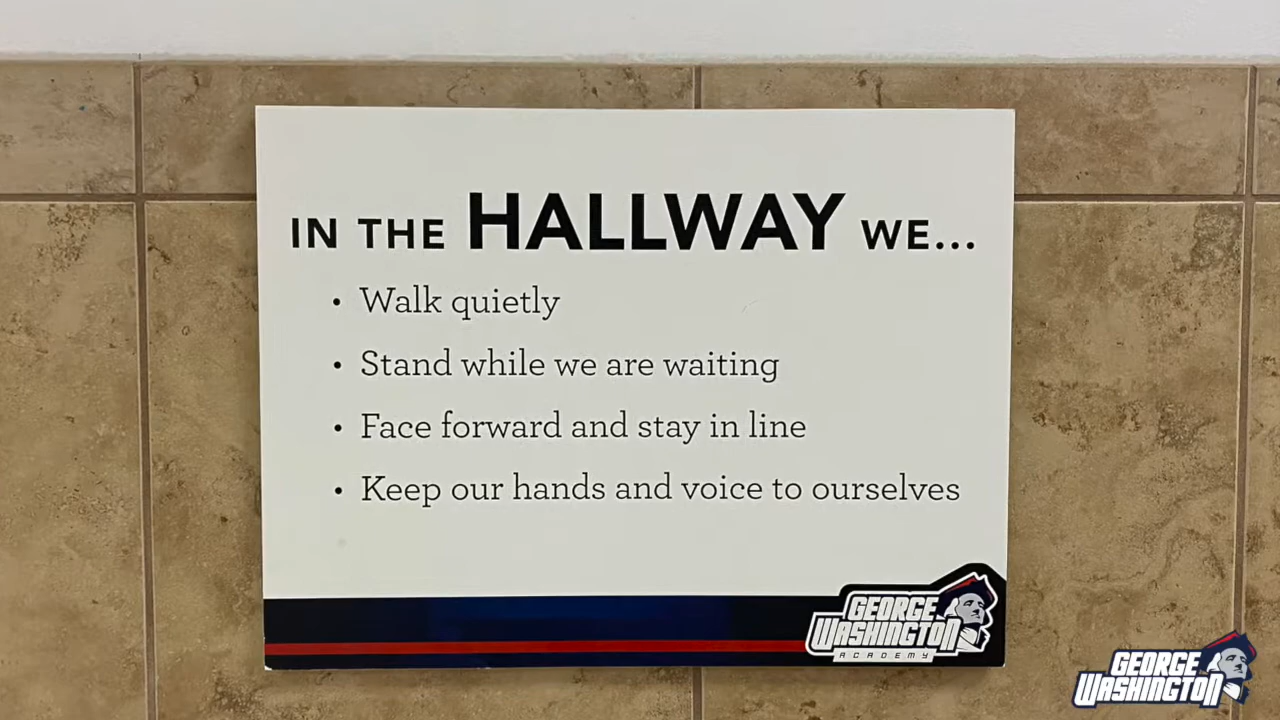 IN THE HALLWAY WE...
• Walk quietly
• Stand while we are waiting
• Face forward and stay in line
• Keep our hands and voice to ourselves
GEORGE
WASHINGTON
ACADEMY
GEORGE
WASHINGTON